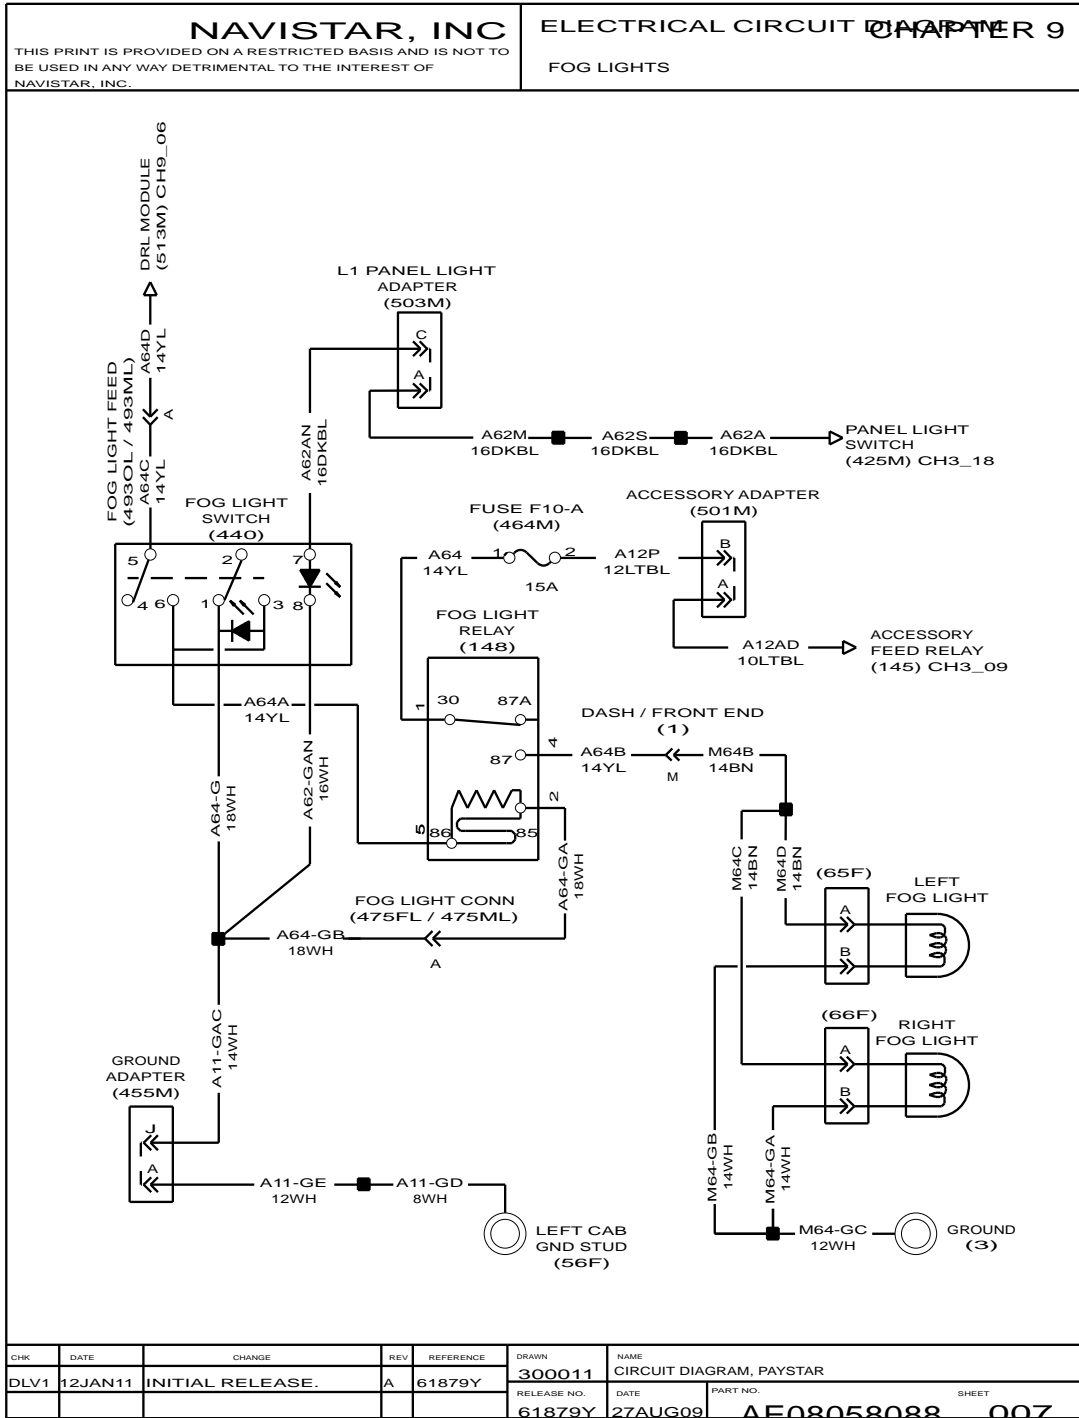 NAVISTAR, INC
THIS PRINT IS PROVIDED ON A RESTRICTED BASIS AND IS NOT TO
BE USED IN ANY WAY DETRIMENTAL TO THE INTEREST OF
NAVISTAR, INC.
ELECTRICAL CIRCUIT DIAGRAM
CHAPTER 9
FOG LIGHTS
DRL MODULE
(513M) CH9_06
A64D
14YL
FOG LIGHT FEED
(493OL / 493ML)
A
A64C
14YL
L1 PANEL LIGHT
ADAPTER
(503M)
C
A
A62AN
16DKBL
A62M
16DKBL
A62S
16DKBL
A62A
16DKBL
PANEL LIGHT
SWITCH
(425M) CH3_18
FOG LIGHT
SWITCH
(440)
5
2
7
4
6
1
3
8
FUSE F10-A
(464M)
A64
14YL
1
2
15A
A12P
12LTBL
ACCESSORY ADAPTER
(501M)
B
A
A12AD
10LTBL
ACCESSORY
FEED RELAY
(145) CH3_09
FOG LIGHT
RELAY
(148)
1
30
87A
87
4
2
5
86
85
A64A
14YL
A64-G
18WH
A62-GAN
16WH
DASH / FRONT END
(1)
A64B
14YL
M
M64B
14BN
M64C
14BN
M64D
14BN
A64-GA
18WH
FOG LIGHT CONN
(475FL / 475ML)
A64-GB
18WH
A
(65F)
A
B
LEFT
FOG LIGHT
(66F)
A
B
RIGHT
FOG LIGHT
A11-GAC
14WH
GROUND
ADAPTER
(455M)
J
A
A11-GE
12WH
A11-GD
8WH
LEFT CAB
GND STUD
(56F)
M64-GB
14WH
M64-GA
14WH
M64-GC
12WH
GROUND
(3)
CHK DATE CHANGE REV REFERENCE
DLV1 12JAN11 INITIAL RELEASE. A 61879Y
DRAWN
300011
NAME
CIRCUIT DIAGRAM, PAYSTAR
RELEASE NO.
61879Y
DATE
27AUG09
PART NO.
AE08058088
SHEET
007